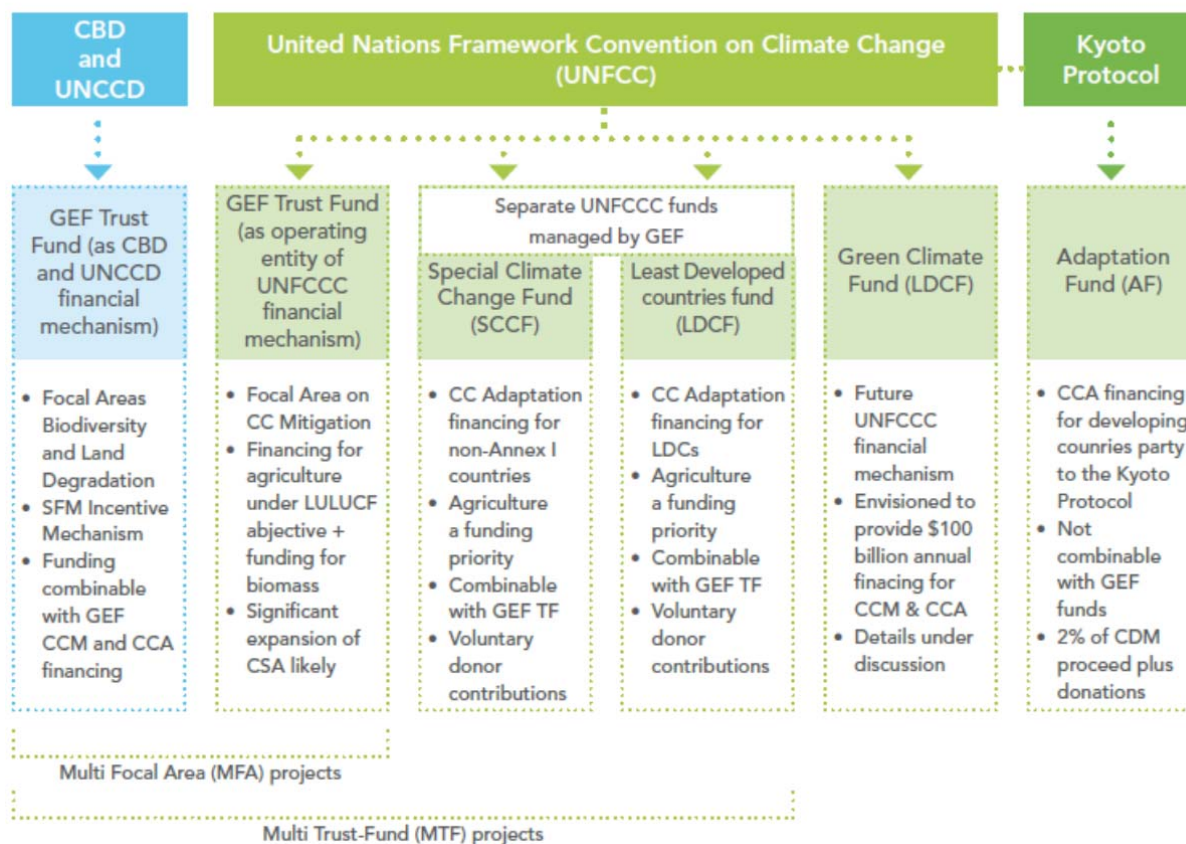 CBD
and
UNCCD
United Nations Framework Convention on Climate Change
(UNFCC)
Kyoto
Protocol
GEF Trust
Fund (as CBD
and UNCCD
financial
mechanism)
• Focal Areas
Biodiversity
and Land
Degradation
• SFM Incentive
Mechanism
• Funding
combinable
with GEF
CCM and CCA
financing
GEF Trust Fund
(as operating
entity of
UNFCCC
financial
mechanism)
• Focal Area on
CC Mitigation
• Financing for
agriculture
under LULUCF
abjective +
funding for
biomass
• Significant
expansion of
CSA likely
Separate UNFCCC funds
managed by GEF
Special Climate
Change Fund
(SCCF)
• CC Adaptation
financing for
non-Annex I
countries
• Agriculture
a funding
priority
• Combinable
with GEF TF
• Voluntary
donor
contributions
Least Developed
countries fund
(LDCF)
• CC Adaptation
financing for
LDCs
• Agriculture
a funding
priority
• Combinable
with GEF TF
• Voluntary
donor
contributions
Green Climate
Fund (LDCF)
• Future
UNFCCC
financial
mechanism
• Envisioned to
provide $100
billion annual
finacing for
CCM & CCA
• Details under
discussion
Adaptation
Fund (AF)
• CCA financing
for developing
counries party
to the Kyoto
Protocol
• Not
combinable
with GEF
funds
• 2% of CDM
proceed plus
donations
Multi Focal Area (MFA) projects
Multi Trust-Fund (MTF) projects